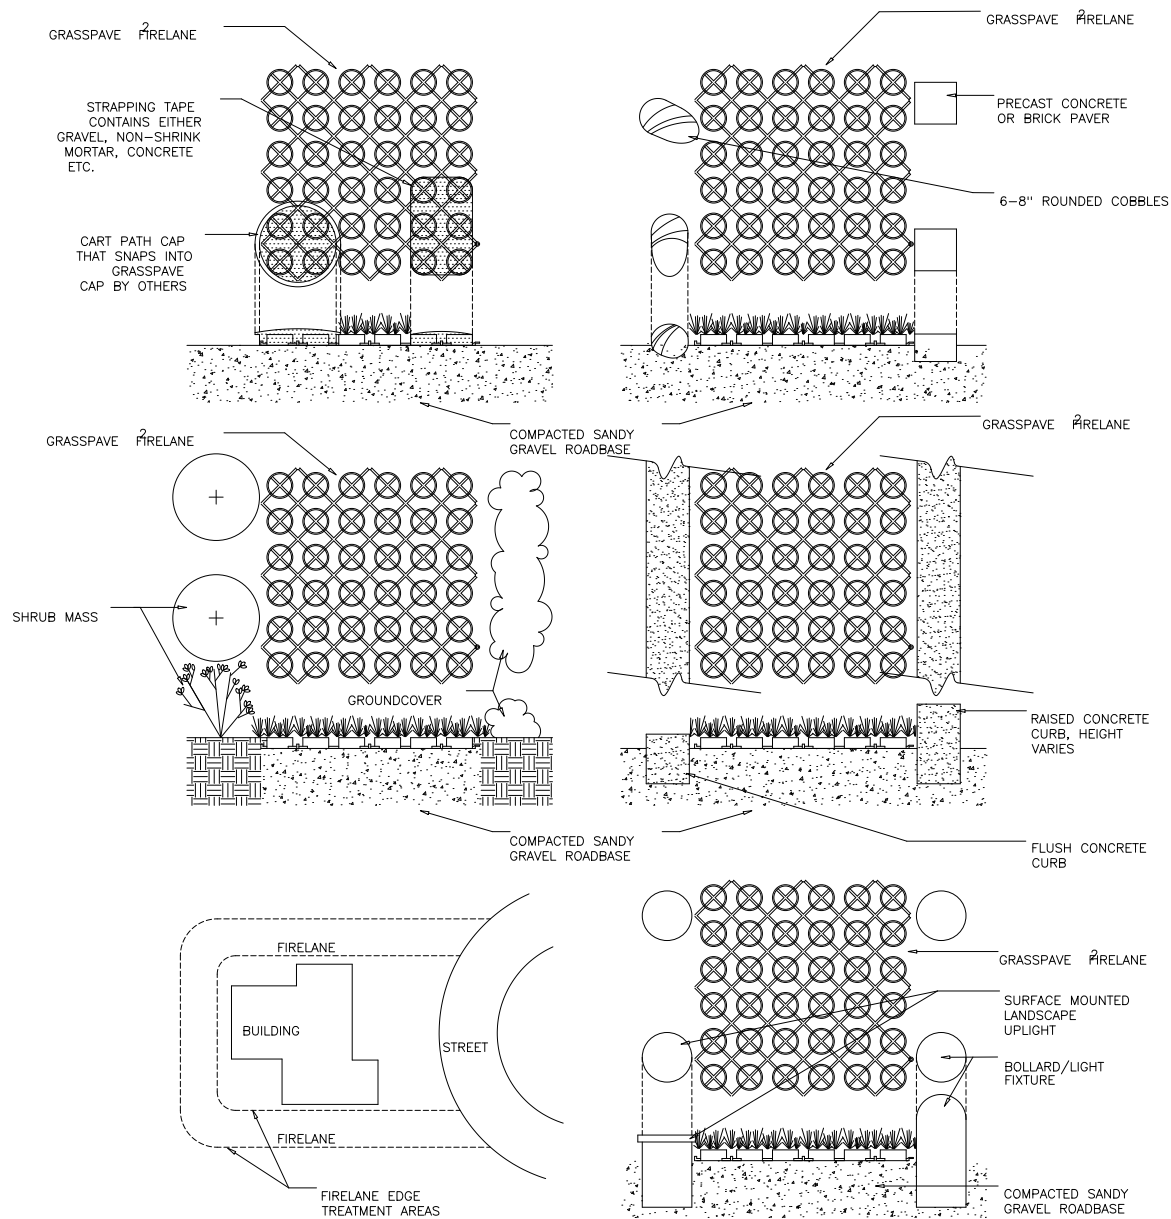 GRASSPAVE 2 FIRELANE
STRAPPING TAPE
CONTAINS EITHER
GRAVEL, NON-SHRINK
MORTAR, CONCRETE
ETC.
CART PATH CAP
THAT SNAPS INTO
GRASSPAVE
CAP BY OTHERS
GRASSPAVE 2 FIRELANE
PRECAST CONCRETE
OR BRICK PAVER
6-8" ROUNDED COBBLES
COMPACTED SANDY
GRAVEL ROADBASE
GRASSPAVE 2 FIRELANE
SHRUB MASS
GROUNDCOVER
GRASSPAVE 2 FIRELANE
RAISED CONCRETE
CURB, HEIGHT
VARIES
COMPACTED SANDY
GRAVEL ROADBASE
FLUSH CONCRETE
CURB
FIRELANE
BUILDING
STREET
FIRELANE
FIRELANE EDGE
TREATMENT AREAS
GRASSPAVE 2 FIRELANE
SURFACE MOUNTED
LANDSCAPE
UPLIGHT
BOLLARD/LIGHT
FIXTURE
COMPACTED SANDY
GRAVEL ROADBASE